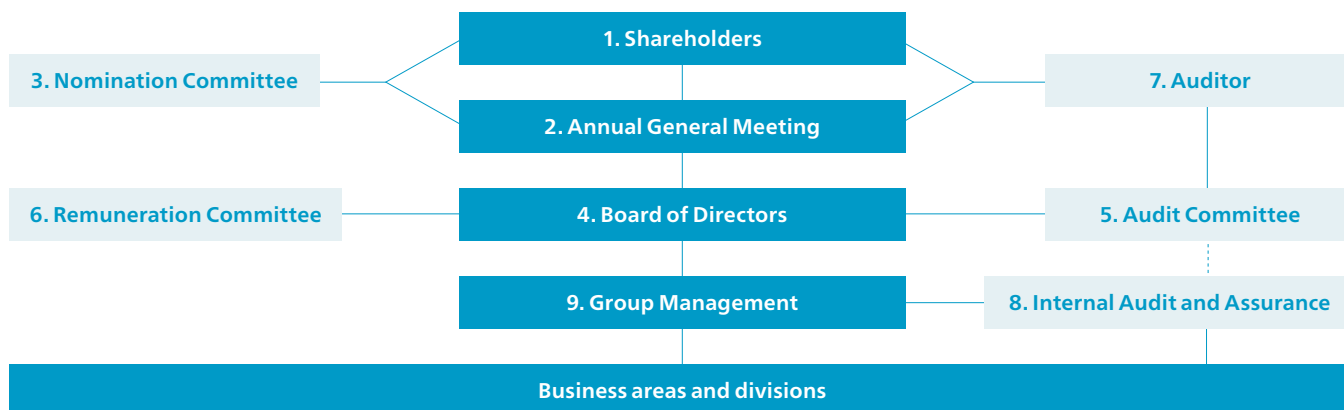 1. Shareholders
3. Nomination Committee
7. Auditor
2. Annual General Meeting
6. Remuneration Committee
4. Board of Directors
5. Audit Committee
9. Group Management
8. Internal Audit and Assurance
Business areas and divisions